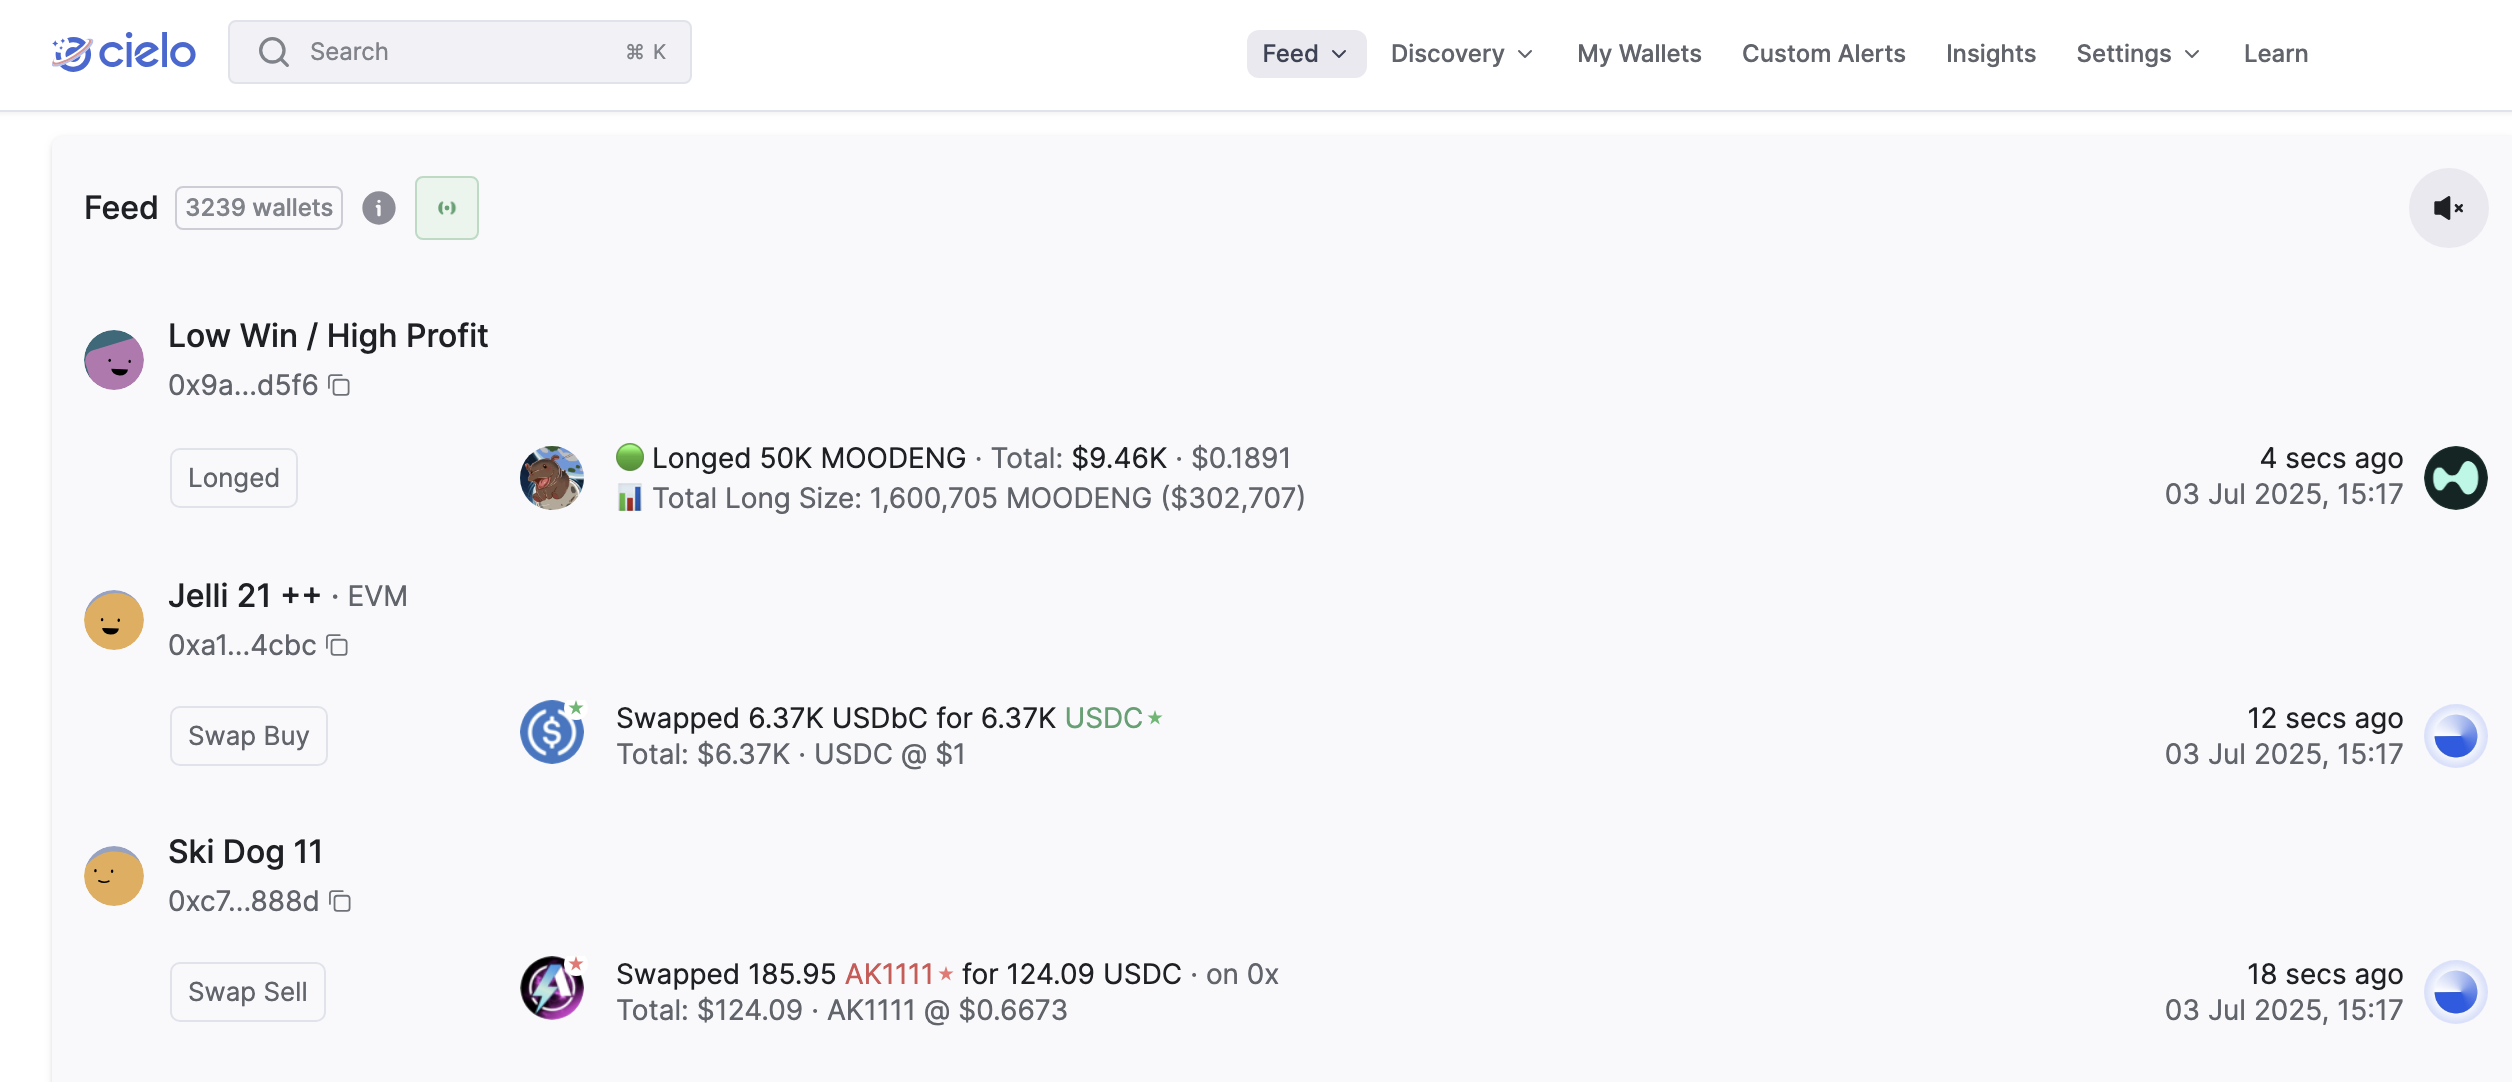 cielo
Search ⌘ K
Feed
Discovery
My Wallets
Custom Alerts
Insights
Settings
Learn
Feed 3239 wallets
Low Win / High Profit
0x9a...d5f6
Longed
Longed 50K MOODENG · Total: $9.46K · $0.1891
Total Long Size: 1,600,705 MOODENG ($302,707)
4 secs ago
03 Jul 2025, 15:17
Jelli 21 ++ · EVM
0xa1...4cbc
Swap Buy
Swapped 6.37K USDbC for 6.37K USDC
Total: $6.37K · USDC @ $1
12 secs ago
03 Jul 2025, 15:17
Ski Dog 11
0xc7...888d
Swap Sell
Swapped 185.95 AK1111 for 124.09 USDC · on 0x
Total: $124.09 · AK1111 @ $0.6673
18 secs ago
03 Jul 2025, 15:17